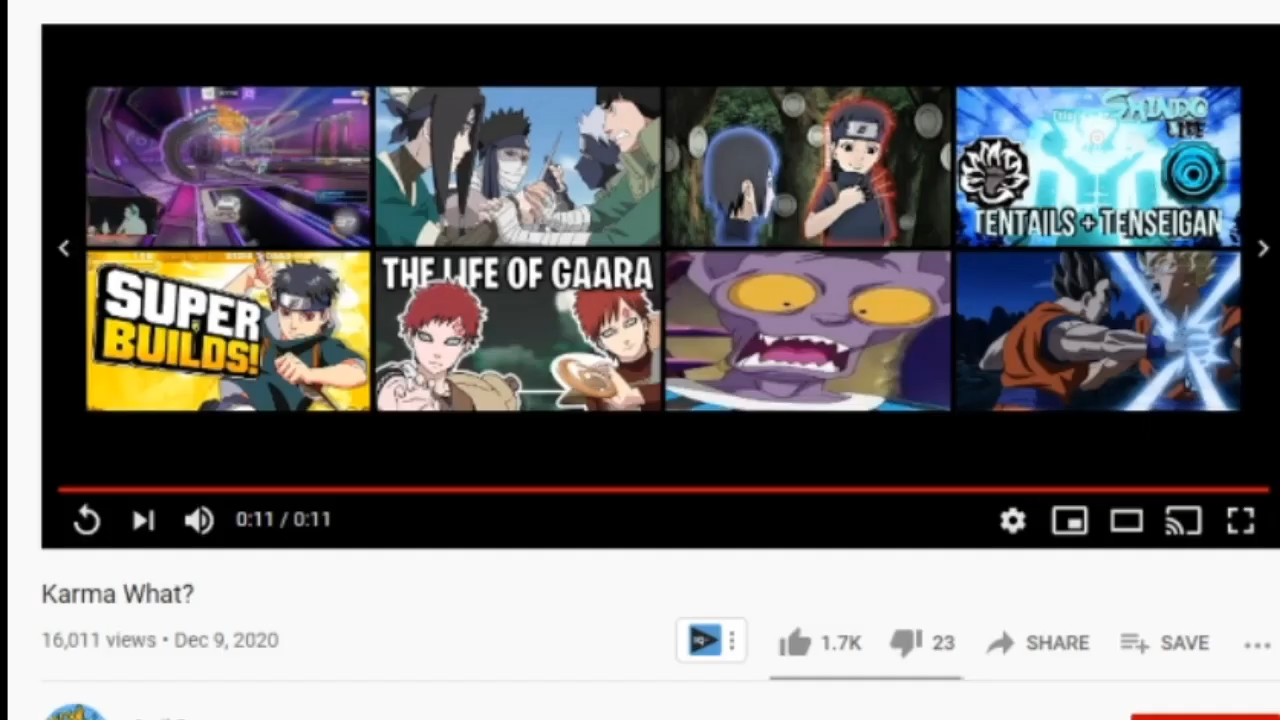 SHINDO
LIFE
TENTAILS + TENSEIGAN
SUPER
BUILDS!
THE LIFE OF GAARA
0:11 / 0:11
Karma What?
16,011 views • Dec 9, 2020
1.7K
23
SHARE
SAVE